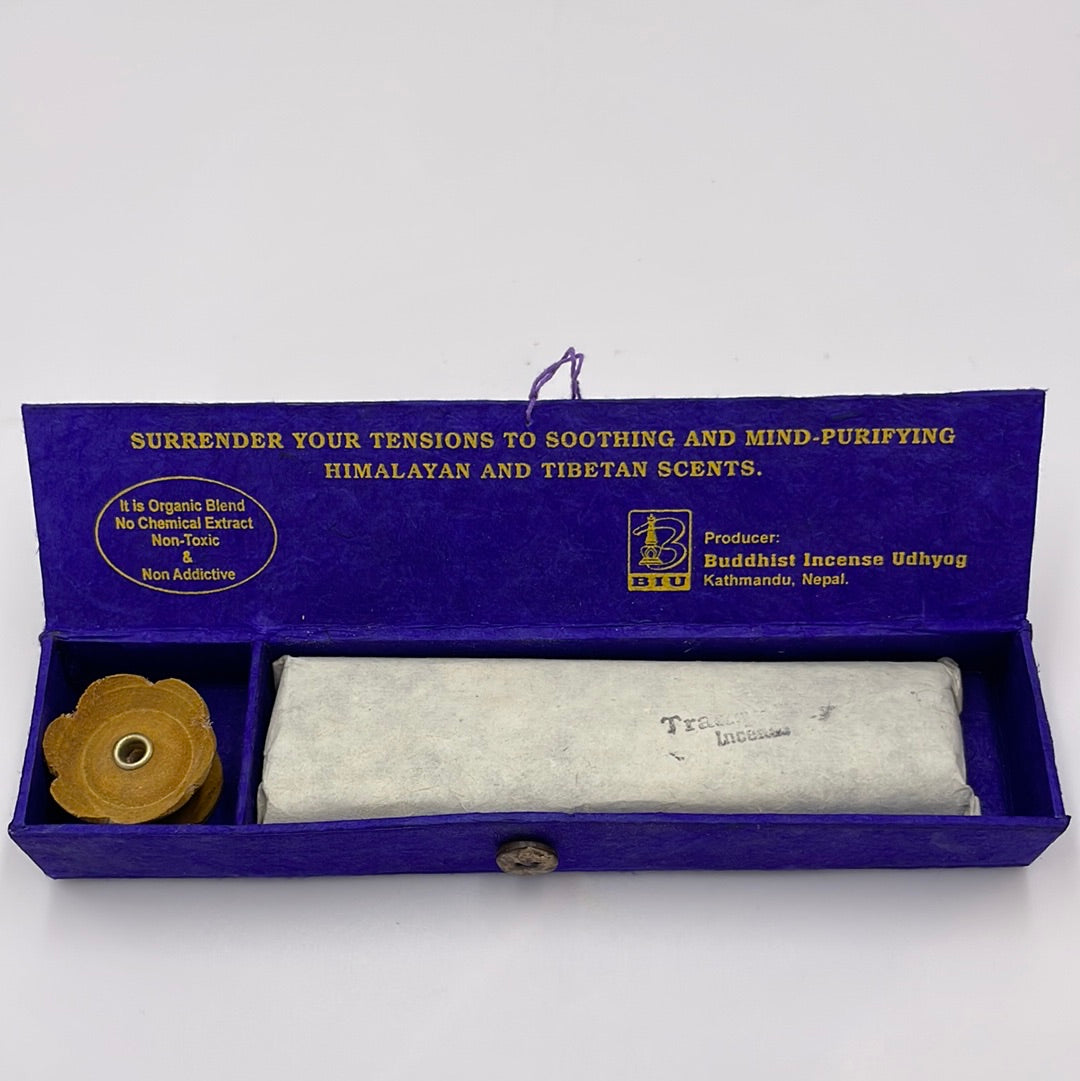 SURRENDER YOUR TENSIONS TO SOOTHING AND MIND-PURIFYING
HIMALAYAN AND TIBETAN SCENTS.
It is Organic Blend
No Chemical Extract
Non-Toxic
&
Non Addictive
BIU
Producer:
Buddhist Incense Udhyog
Kathmandu, Nepal.
Incense